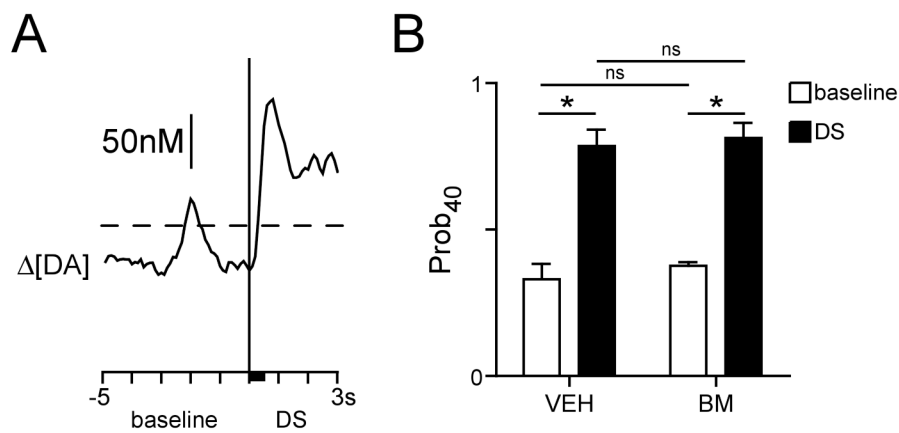 A
50nM
Δ[DA]
-5
3s
baseline
DS
B
ns
ns
*
*
1
Prob40
0
VEH
BM
baseline
DS